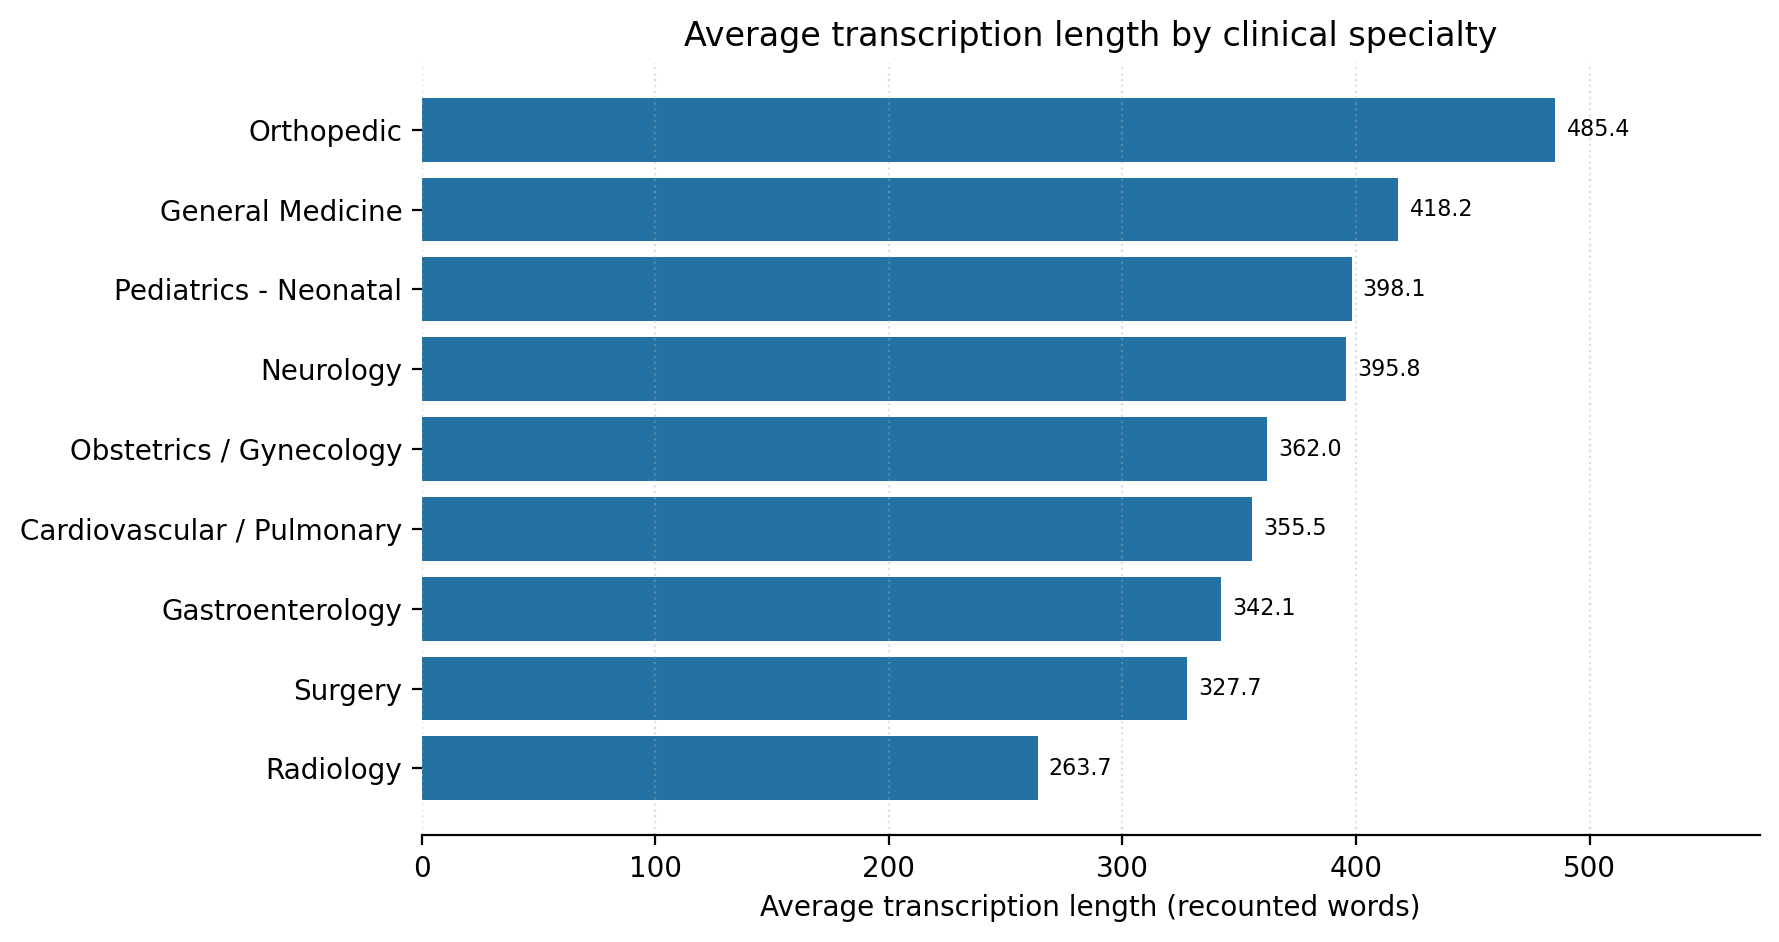 Average transcription length by clinical specialty
Orthopedic 485.4
General Medicine 418.2
Pediatrics - Neonatal 398.1
Neurology 395.8
Obstetrics / Gynecology 362.0
Cardiovascular / Pulmonary 355.5
Gastroenterology 342.1
Surgery 327.7
Radiology 263.7
0 100 200 300 400 500
Average transcription length (recounted words)